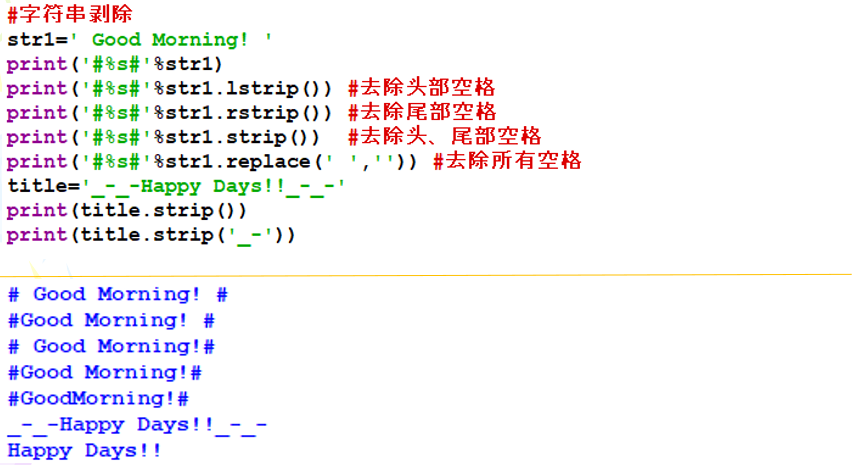 #字符串剥除
str1=' Good Morning! '
print('#%s#'%str1)
print('#%s#'%str1.lstrip()) #去除头部空格
print('#%s#'%str1.rstrip()) #去除尾部空格
print('#%s#'%str1.strip())  #去除头、尾部空格
print('#%s#'%str1.replace(' ','')) #去除所有空格
title='_-_-Happy Days!!_-_-'
print(title.strip())
print(title.strip('_-'))
# Good Morning! #
#Good Morning! #
# Good Morning!#
#Good Morning!#
#GoodMorning!#
_-_-Happy Days!!_-_-
Happy Days!!